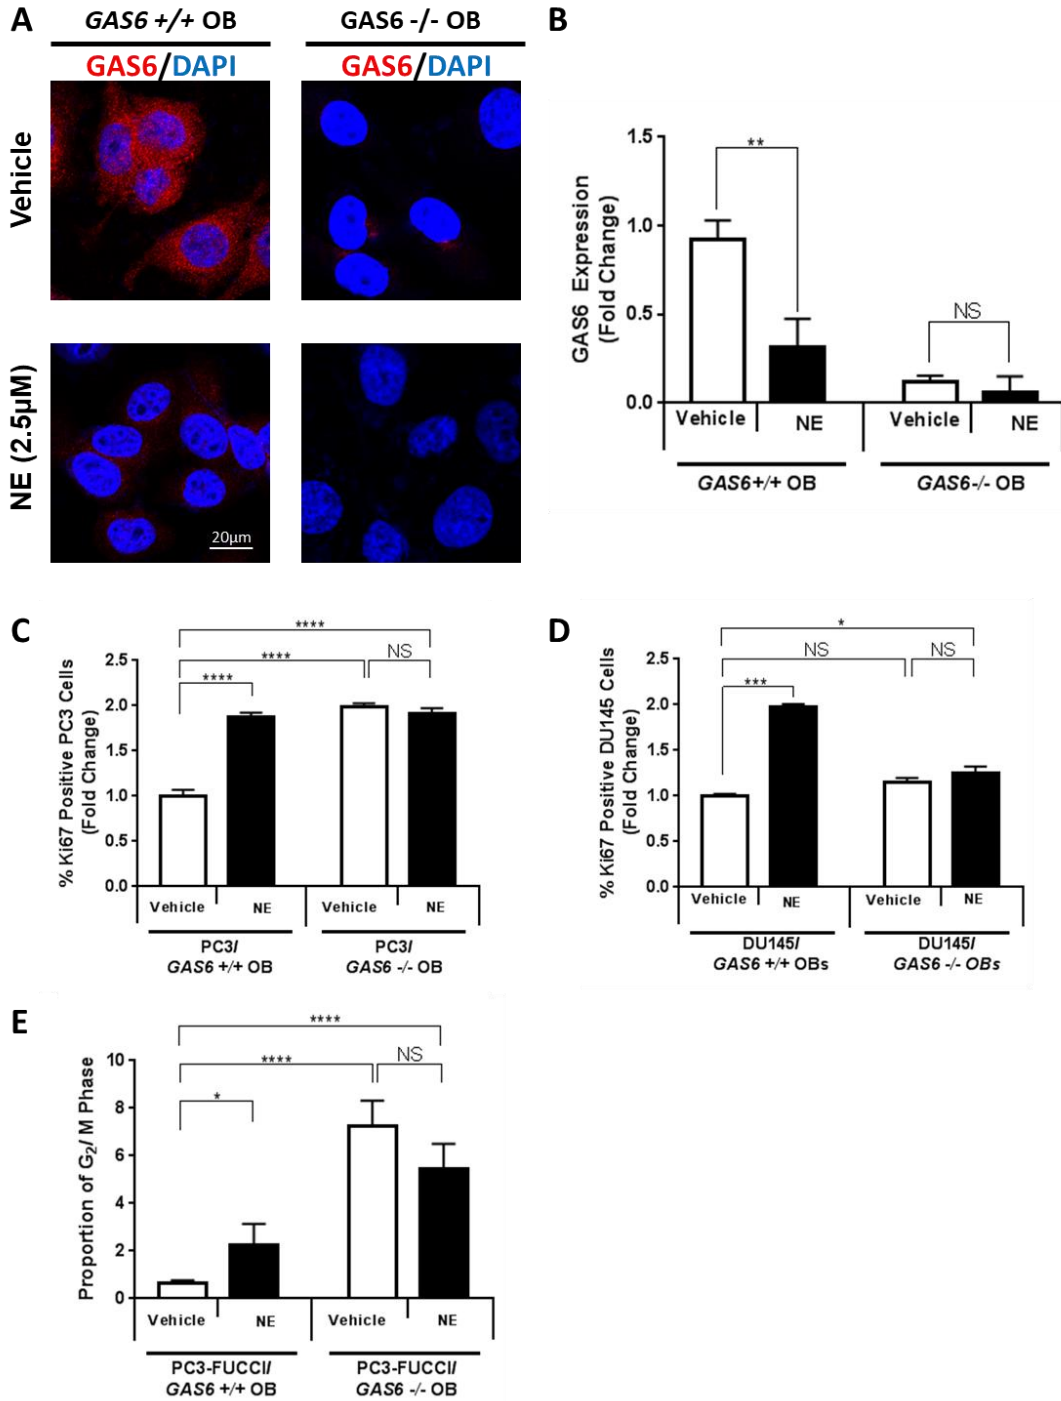 A
GAS6 +/+ OB
GAS6 -/- OB
GAS6/DAPI
GAS6/DAPI
Vehicle
NE (2.5μM)
20μm
B
GAS6 Expression
(Fold Change)
1.5
1.0
0.5
0.0
**
NS
Vehicle
NE
Vehicle
NE
GAS6+/+ OB
GAS6-/- OB
C
% Ki67 Positive PC3 Cells
(Fold Change)
2.5
2.0
1.5
1.0
0.5
0.0
****
****
NS
****
Vehicle
NE
Vehicle
NE
PC3/
GAS6 +/+ OB
PC3/
GAS6 -/- OB
D
% Ki67 Positive DU145 Cells
(Fold Change)
2.5
2.0
1.5
1.0
0.5
0.0
*
NS
NS
***
Vehicle
NE
Vehicle
NE
DU145/
GAS6 +/+ OBs
DU145/
GAS6 -/- OBs
E
Proportion of G2/ M Phase
10
8
6
4
2
0
****
****
NS
*
Vehicle
NE
Vehicle
NE
PC3-FUCCI/
GAS6 +/+ OB
PC3-FUCCI/
GAS6 -/- OB